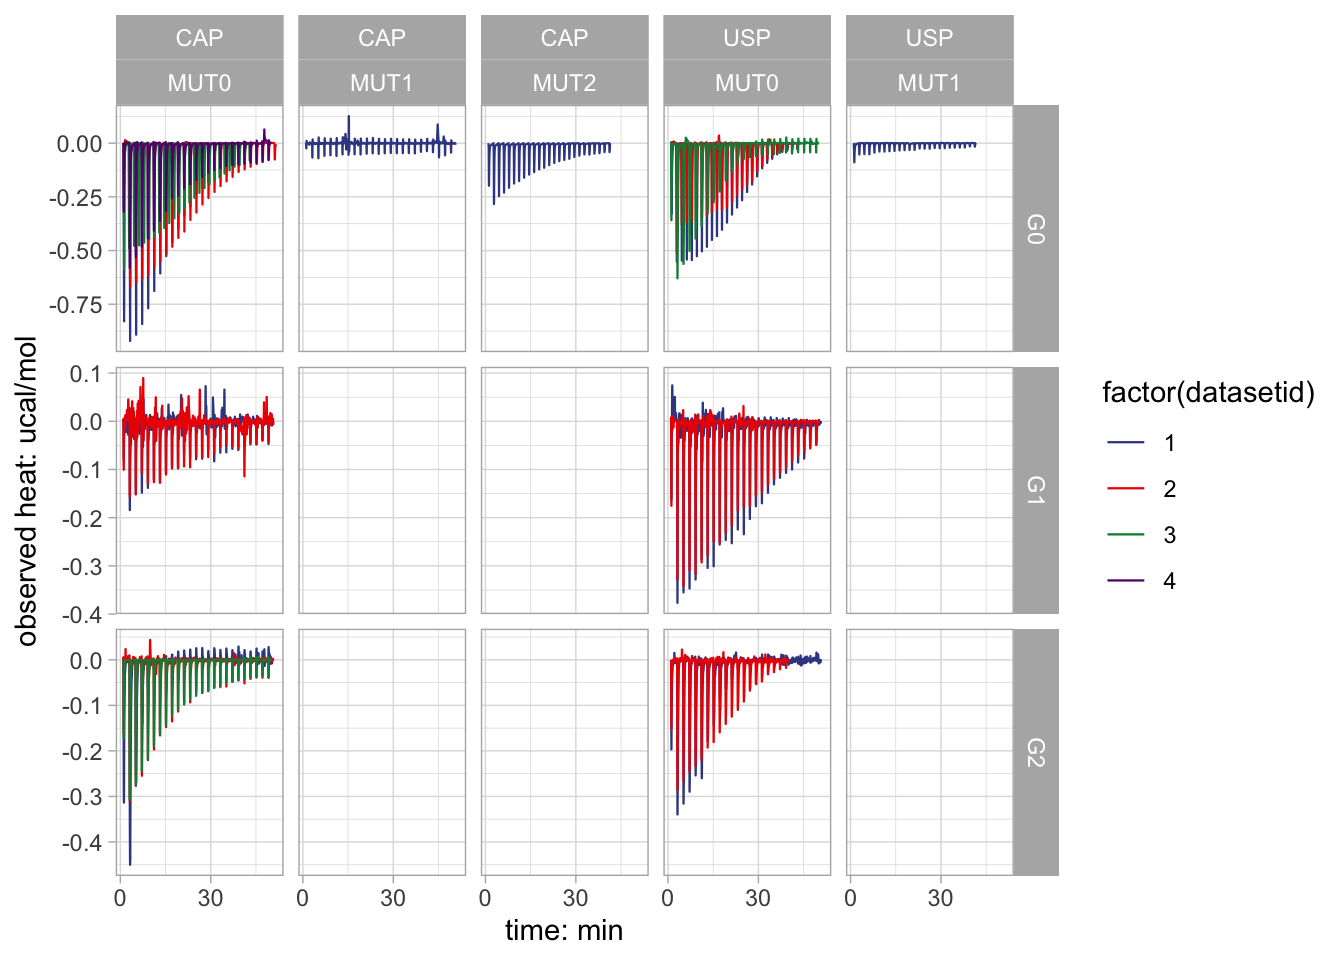 CAP CAP CAP USP USP
MUT0 MUT1 MUT2 MUT0 MUT1
0.00
-0.25
-0.50
-0.75
G0
0.1
0.0
-0.1
-0.2
-0.3
-0.4
G1
0.0
-0.1
-0.2
-0.3
-0.4
G2
0 30 0 30 0 30 0 30 0 30
time: min
observed heat: ucal/mol
factor(datasetid)
1
2
3
4